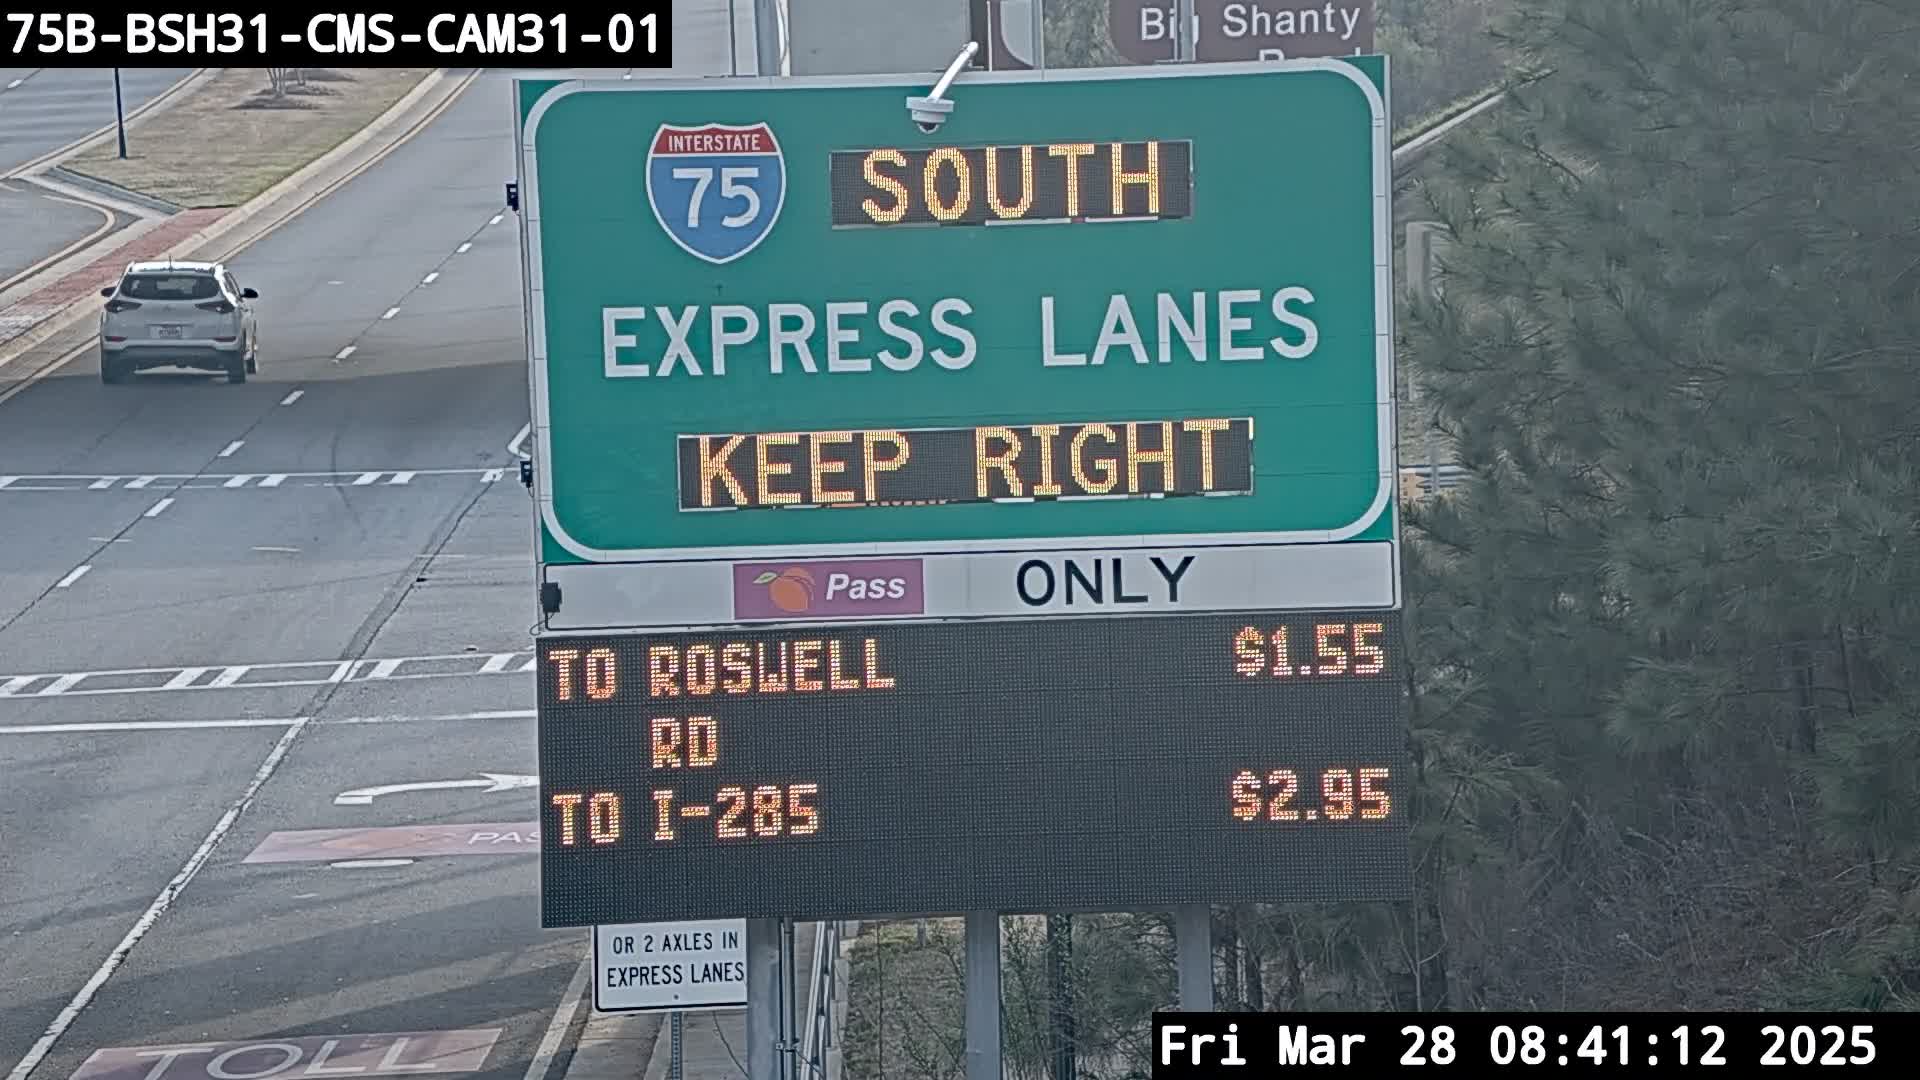 75B-BSH31-CMS-CAM31-01
Big Shanty
INTERSTATE
75
SOUTH
EXPRESS LANES
KEEP RIGHT
Pass
ONLY
TO ROSWELL $1.55
RD
TO I-285 $2.95
OR 2 AXLES IN
EXPRESS LANES
TOLL
Fri Mar 28 08:41:12 2025